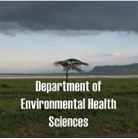 Department of
Environmental Health
Sciences